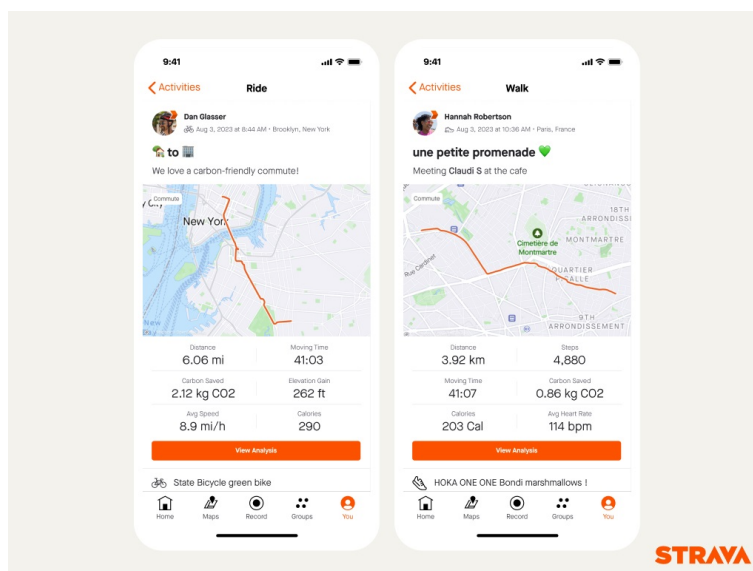 9:41
Activities
Ride
Dan Glasser
Aug 3, 2023 at 8:44 AM • Brooklyn, New York
🏡 to 🏢
We love a carbon-friendly commute!
Commute
New York
New
Distance
6.06 mi
Moving Time
41:03
Carbon Saved
2.12 kg CO2
Elevation Gain
262 ft
Avg Speed
8.9 mi/h
Calories
290
View Analysis
State Bicycle green bike
Home
Maps
Record
Groups
You
9:41
Activities
Walk
Hannah Robertson
Aug 3, 2023 at 10:36 AM • Paris, France
une petite promenade 💚
Meeting Claudi S at the cafe
Commute
18TH
ARRONDISS
Cimetière de
Montmartre
MONTMARTRE
Rue Cardinet
QUARTIER
PIGALLE
9TH
ARRONDISSEMENT
Distance
3.92 km
Steps
4,880
Moving Time
41:07
Carbon Saved
0.86 kg CO2
Calories
203 Cal
Avg Heart Rate
114 bpm
View Analysis
HOKA ONE ONE Bondi marshmallows !
Home
Maps
Record
Groups
You
STRAVA